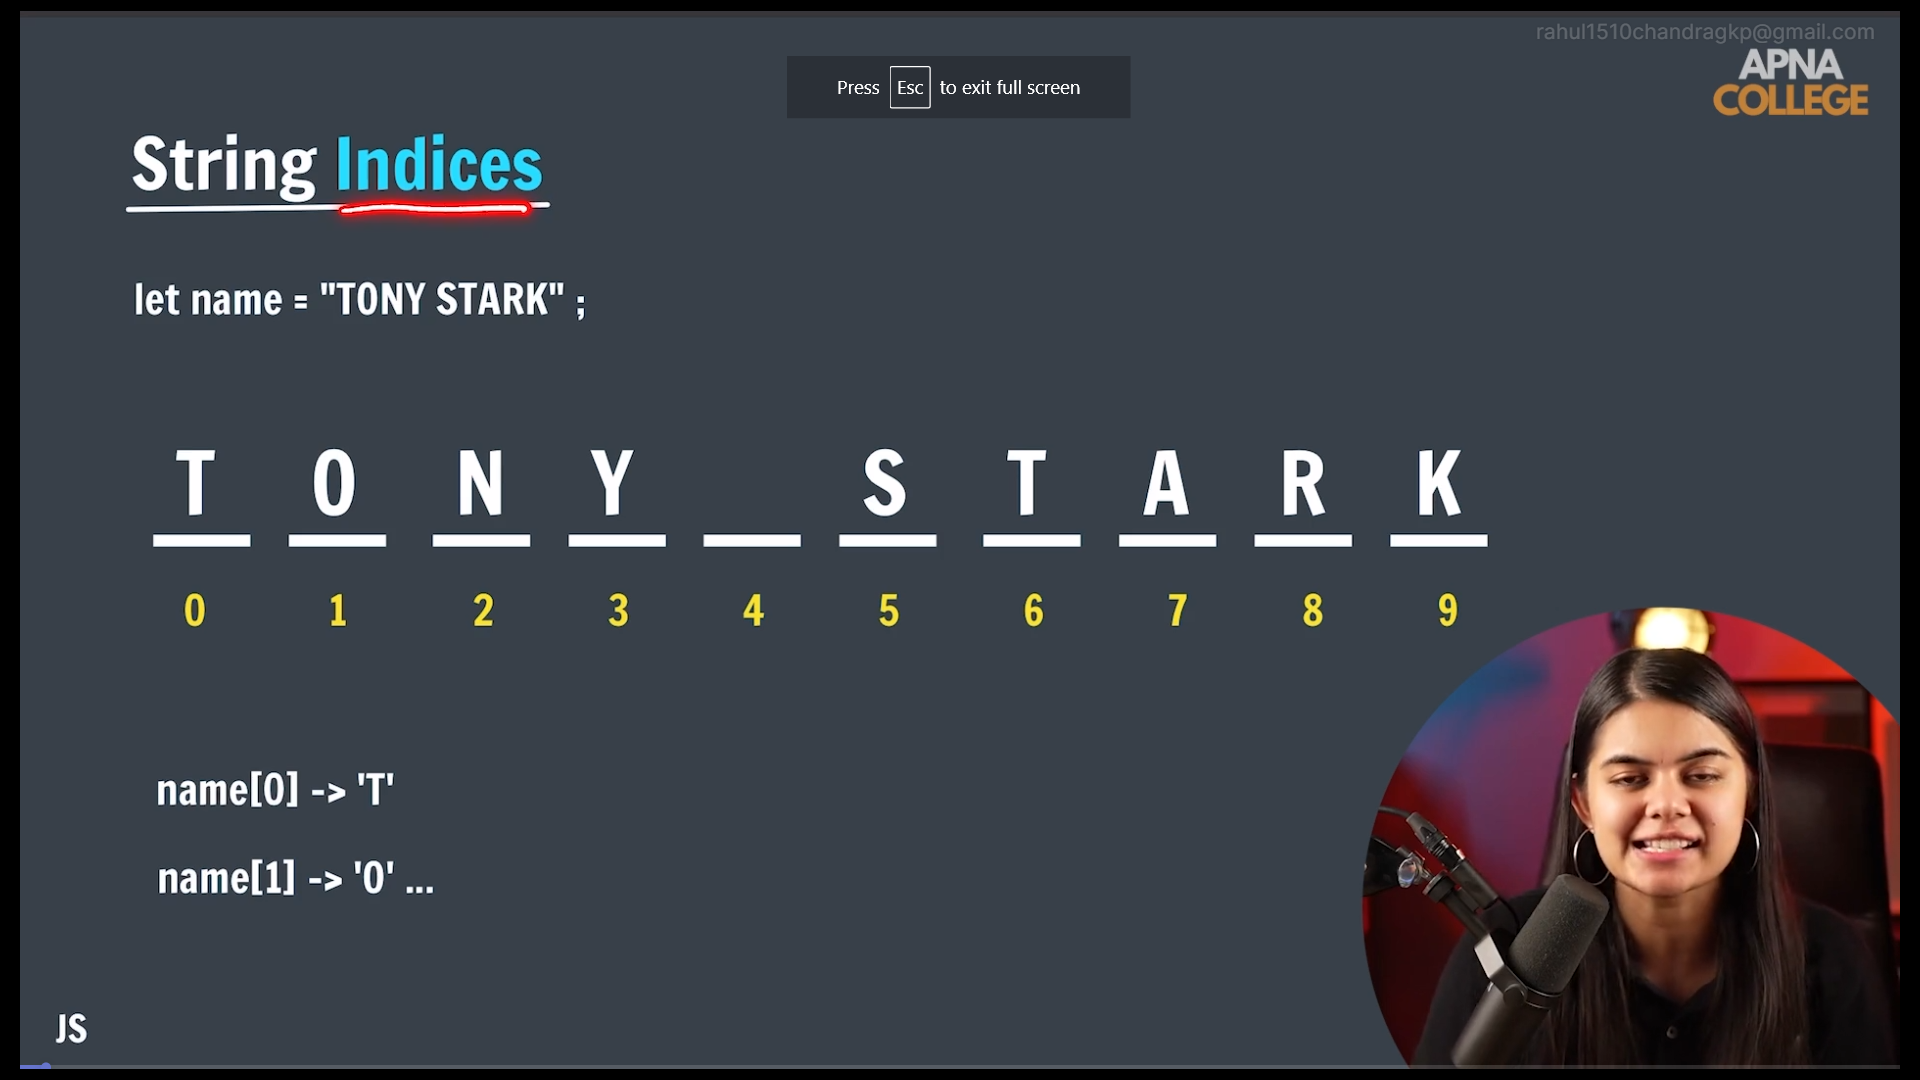 rahul1510chandragkp@gmail.com
APNA
COLLEGE
Press Esc to exit full screen
String Indices
let name = "TONY STARK" ;
T O N Y S T A R K
0 1 2 3 4 5 6 7 8 9
name[0] -> 'T'
name[1] -> 'O' ...
JS